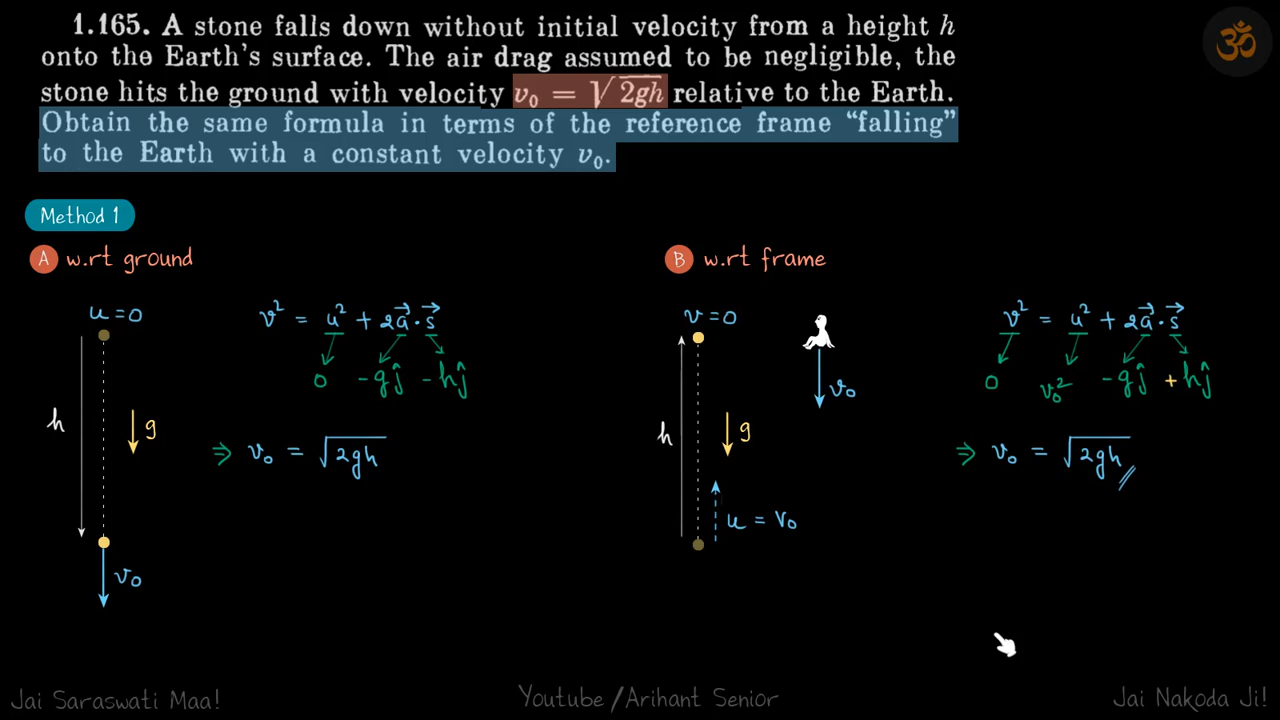 1.165. A stone falls down without initial velocity from a height h
onto the Earth's surface. The air drag assumed to be negligible, the
stone hits the ground with velocity v₀ = √2gh relative to the Earth.
Obtain the same formula in terms of the reference frame “falling”
to the Earth with a constant velocity v₀.
ॐ
Method 1
A w.rt ground
u = 0
v² = u² + 2a⃗ · s⃗
0 -gĵ -hĵ
h
g
⇒ v₀ = √2gh
v₀
B w.rt frame
v = 0
v₀
v² = u² + 2a⃗ · s⃗
0 v₀² -gĵ +hĵ
h
g
⇒ v₀ = √2gh
u = v₀
Jai Saraswati Maa!
Youtube /Arihant Senior
Jai Nakoda Ji!